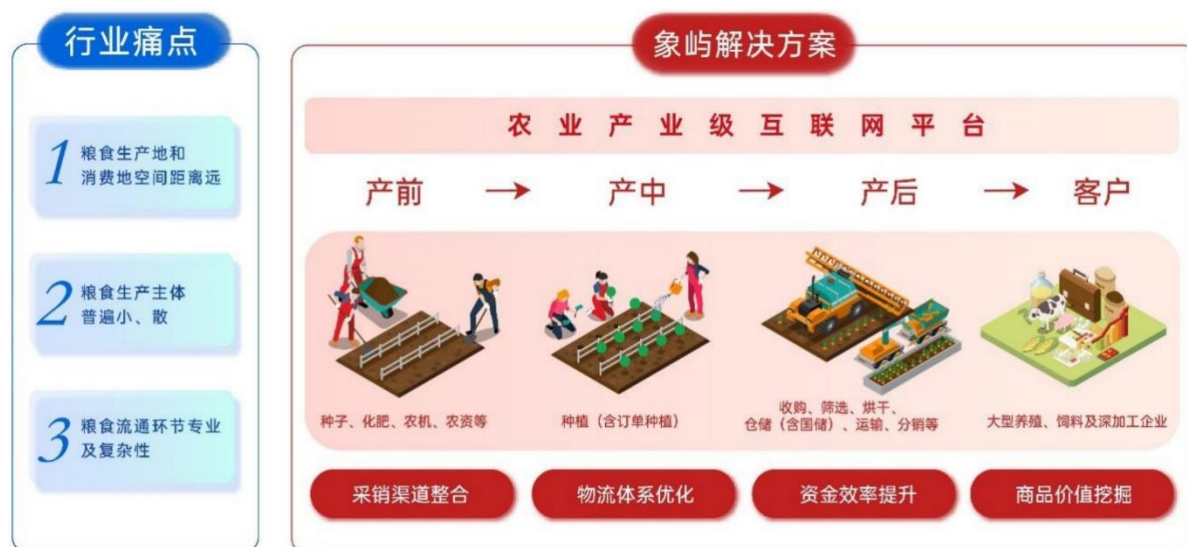 行业痛点
1
粮食生产地和
消费地空间距离远
2
粮食生产主体
普遍小、散
3
粮食流通环节专业
及复杂性
象屿解决方案
农业产业级互联网平台
产前 → 产中 → 产后 → 客户
种子、化肥、农机、农资等
种植（含订单种植）
收购、筛选、烘干、
仓储（含国储）、运输、分销等
大型养殖、饲料及深加工企业
采销渠道整合
物流体系优化
资金效率提升
商品价值挖掘